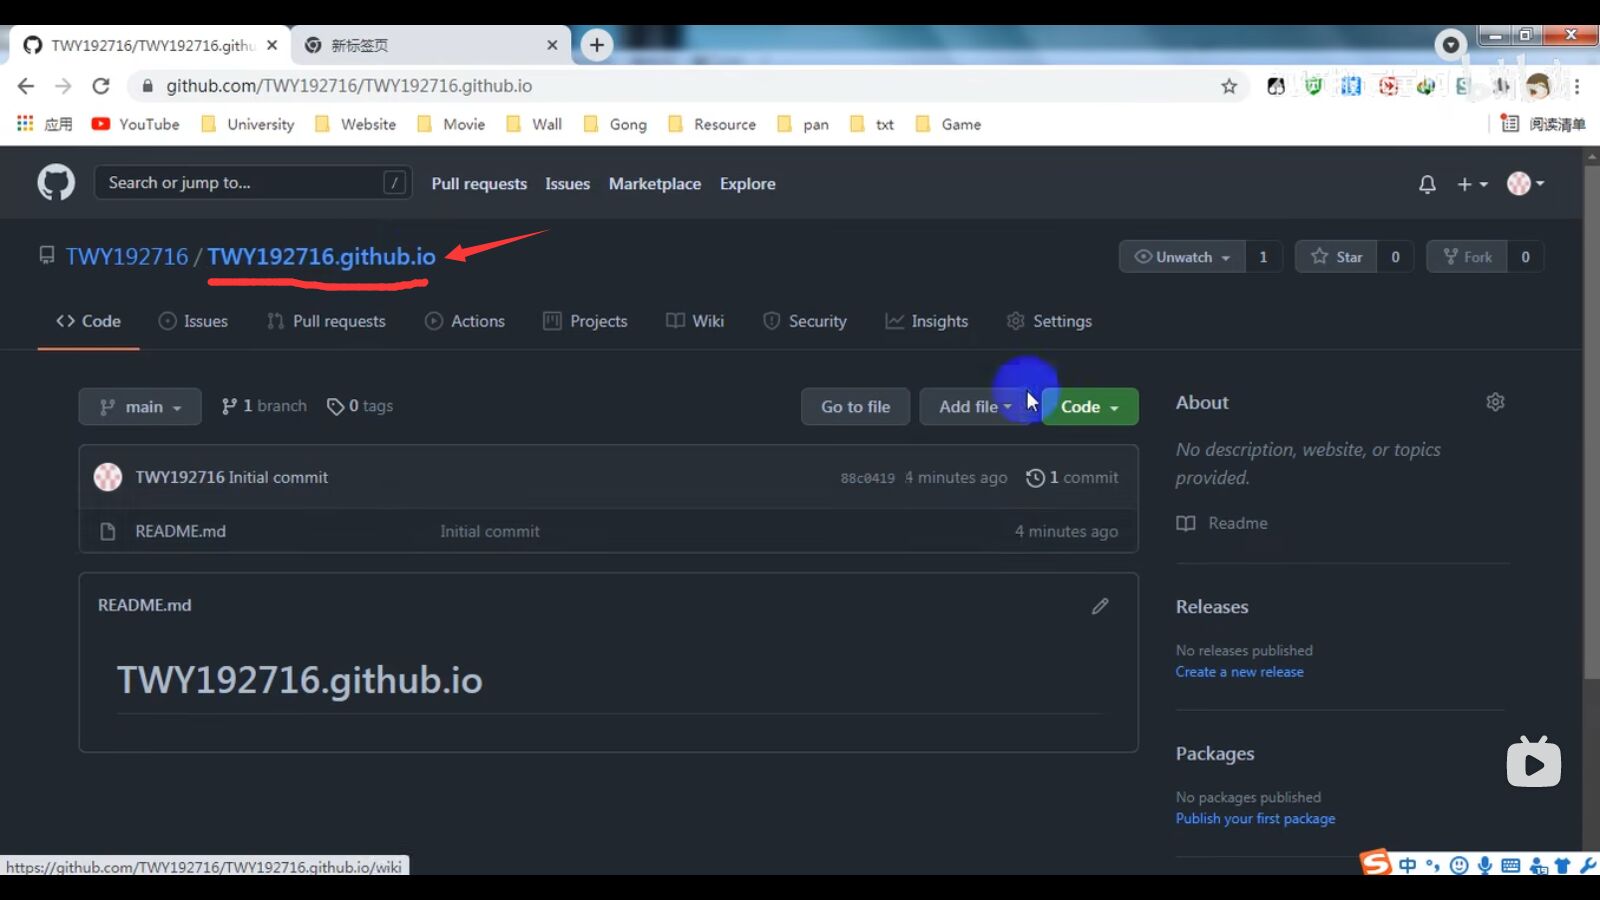 TWY192716/TWY192716.githu
新标签页
github.com/TWY192716/TWY192716.github.io
应用
YouTube
University
Website
Movie
Wall
Gong
Resource
pan
txt
Game
阅读清单
Search or jump to...
/
Pull requests
Issues
Marketplace
Explore
TWY192716 / TWY192716.github.io
Unwatch 1
Star 0
Fork 0
Code
Issues
Pull requests
Actions
Projects
Wiki
Security
Insights
Settings
main
1 branch
0 tags
Go to file
Add file
Code
About
No description, website, or topics
provided.
Readme
TWY192716 Initial commit
88c0419 4 minutes ago
1 commit
README.md
Initial commit
4 minutes ago
README.md
TWY192716.github.io
Releases
No releases published
Create a new release
Packages
No packages published
Publish your first package
https://github.com/TWY192716/TWY192716.github.io/wiki
中